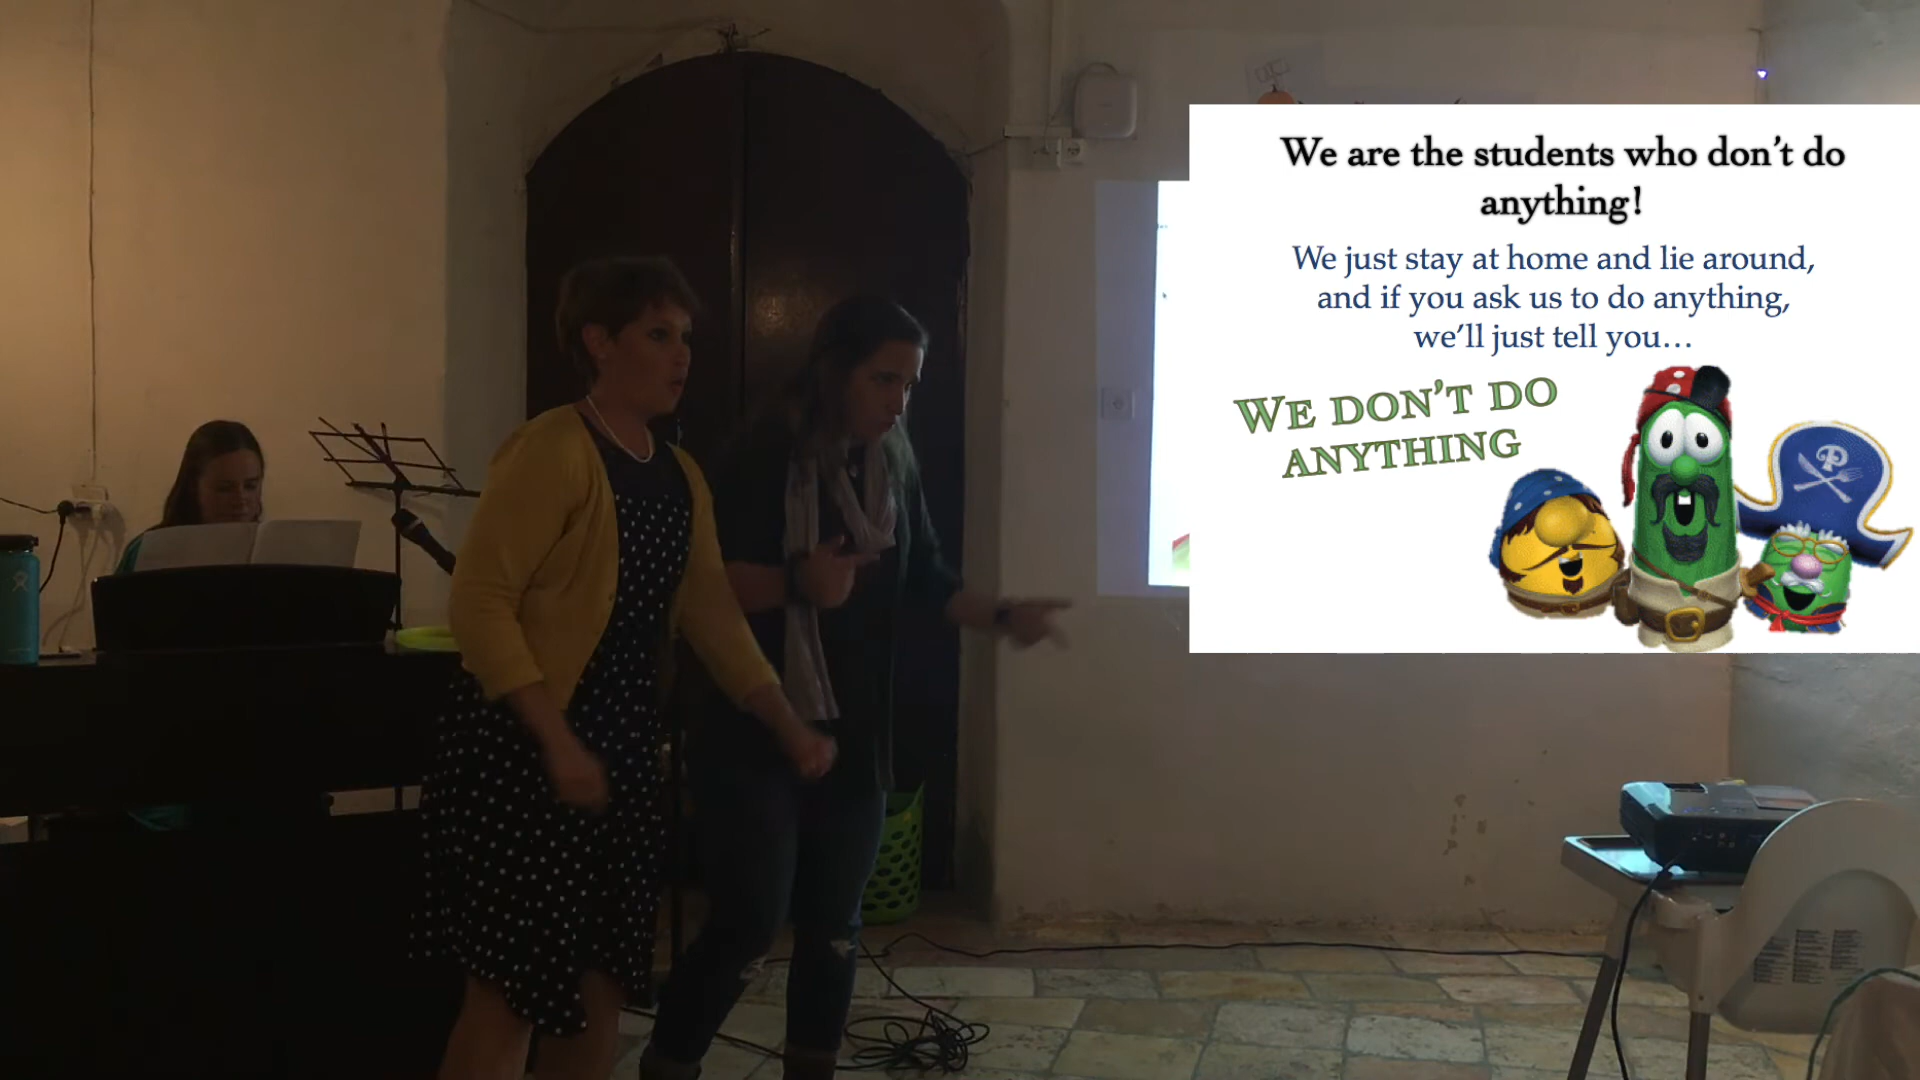 We are the students who don't do
anything!
We just stay at home and lie around,
and if you ask us to do anything,
we'll just tell you…
WE DON'T DO
ANYTHING